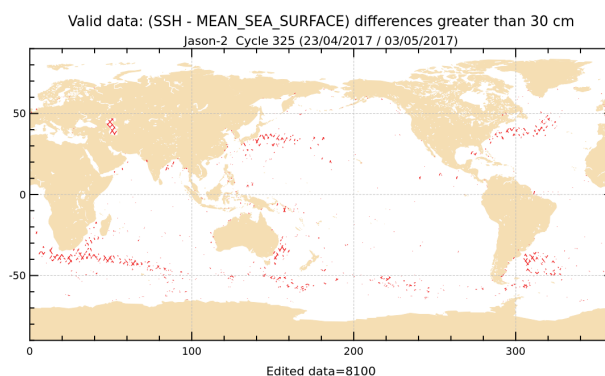 Valid data: (SSH - MEAN_SEA_SURFACE) differences greater than 30 cm
Jason-2  Cycle 325 (23/04/2017 / 03/05/2017)
50
0
-50
0 100 200 300
Edited data=8100